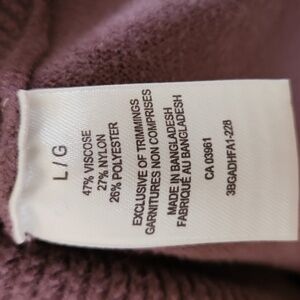 L / G
47% VISCOSE
27% NYLON
26% POLYESTER
EXCLUSIVE OF TRIMMINGS
GARNITURES NON COMPRISES
MADE IN BANGLADESH
FABRIQUÉ AU BANGLADESH
CA 03961
3BGADHFA1-228